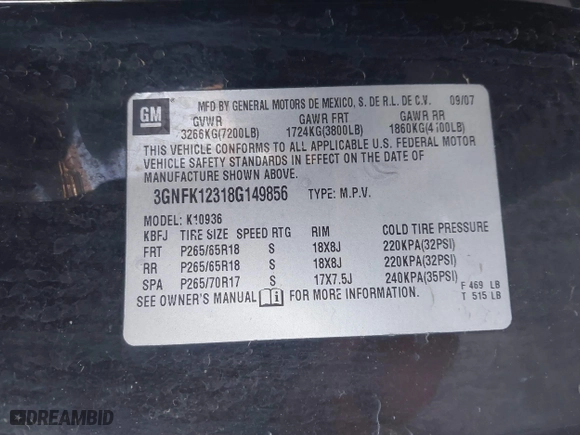 GM
MFD BY GENERAL MOTORS DE MEXICO, S. DE R.L. DE C.V. 09/07
GVWR GAWR FRT GAWR RR
3266KG(7200LB) 1724KG(3800LB) 1860KG(4100LB)
THIS VEHICLE CONFORMS TO ALL APPLICABLE U.S. FEDERAL MOTOR
VEHICLE SAFETY STANDARDS IN EFFECT ON THE DATE OF
MANUFACTURE SHOWN ABOVE.
3GNFK12318G149856 TYPE: M.P.V.
MODEL: K10936
KBFJ TIRE SIZE SPEED RTG RIM COLD TIRE PRESSURE
FRT P265/65R18 S 18X8J 220KPA(32PSI)
RR P265/65R18 S 18X8J 220KPA(32PSI)
SPA P265/70R17 S 17X7.5J 240KPA(35PSI)
SEE OWNER'S MANUAL FOR MORE INFORMATION.
F 469 LB
T 515 LB
DREAMBID